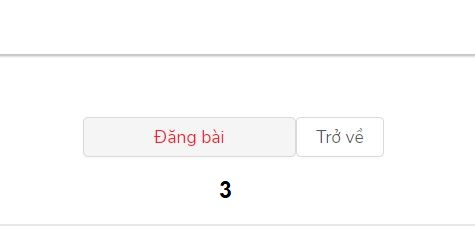 Đăng bài Trở về
3